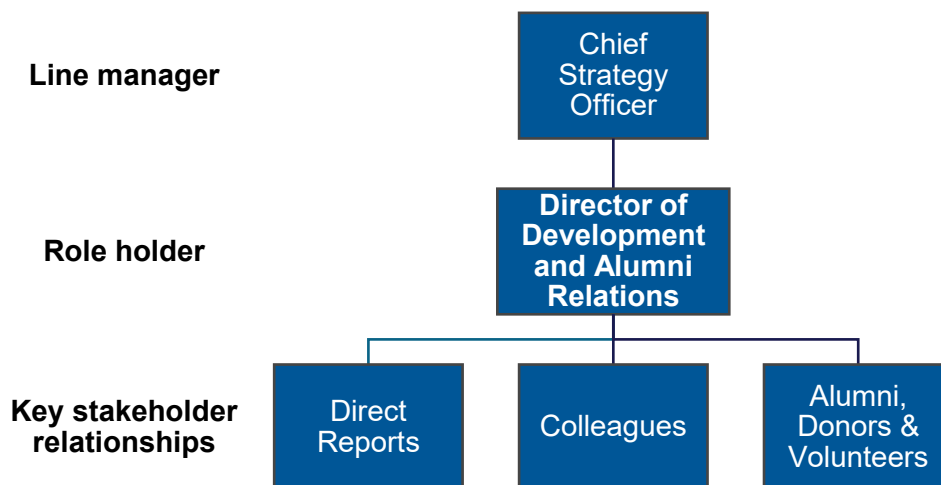 Line manager
Chief
Strategy
Officer
Role holder
Director of
Development
and Alumni
Relations
Key stakeholder
relationships
Direct
Reports
Colleagues
Alumni,
Donors &
Volunteers